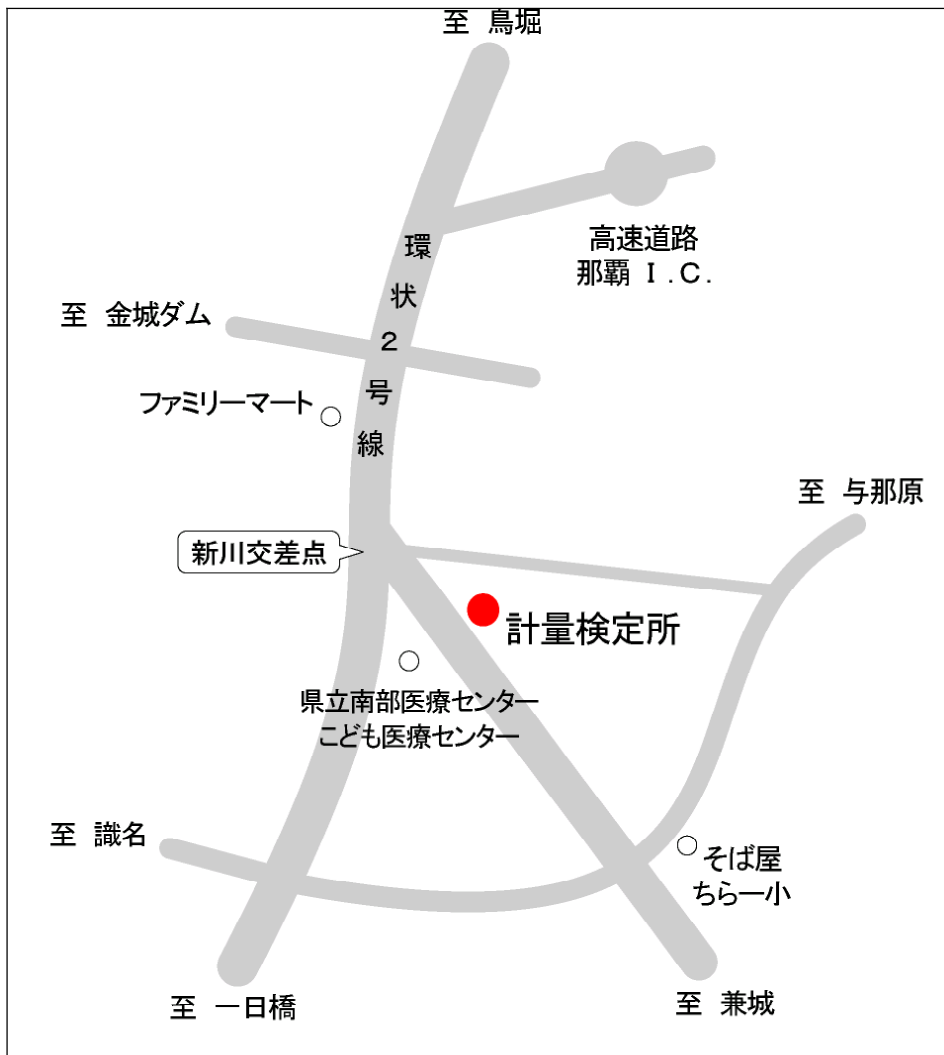 至 鳥堀
高速道路
那覇 I.C.
環状2号線
至 金城ダム
ファミリーマート
至 与那原
新川交差点
計量検定所
県立南部医療センター
こども医療センター
至 識名
そば屋
ちらー小
至 一日橋
至 兼城